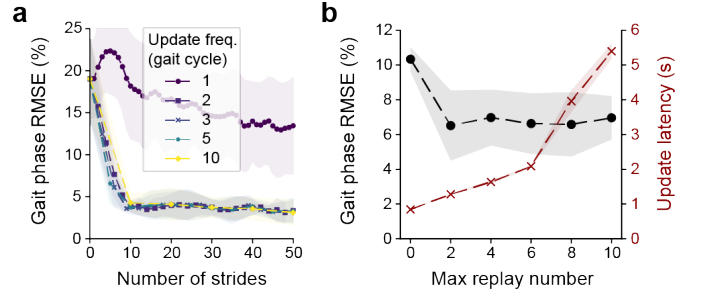 a
Gait phase RMSE (%)
25
20
15
10
5
0
Update freq.
(gait cycle)
1
2
3
5
10
0 10 20 30 40 50
Number of strides
b
Gait phase RMSE (%)
12
10
8
6
4
2
0
0 2 4 6 8 10
Max replay number
6
5
4
3
2
1
0
Update latency (s)